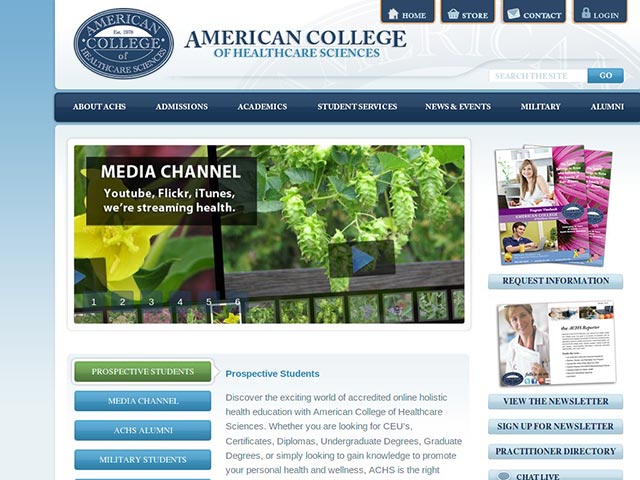 AMERICAN
Est. 1978
COLLEGE
of
HEALTHCARE SCIENCES
AMERICAN COLLEGE
OF HEALTHCARE SCIENCES
HOME
STORE
CONTACT
LOGIN
SEARCH THE SITE
GO
ABOUT ACHS
ADMISSIONS
ACADEMICS
STUDENT SERVICES
NEWS & EVENTS
MILITARY
ALUMNI
MEDIA CHANNEL
Youtube, Flickr, iTunes,
we're streaming health.
1 2 3 4 5 6
Program Viewbook
AMERICAN COLLEGE
REQUEST INFORMATION
the ACHS Reporter
VIEW THE NEWSLETTER
SIGN UP FOR NEWSLETTER
PRACTITIONER DIRECTORY
CHAT LIVE
PROSPECTIVE STUDENTS
MEDIA CHANNEL
ACHS ALUMNI
MILITARY STUDENTS
Prospective Students
Discover the exciting world of accredited online holistic
health education with American College of Healthcare
Sciences. Whether you are looking for CEU's,
Certificates, Diplomas, Undergraduate Degrees, Graduate
Degrees, or simply looking to gain knowledge to promote
your personal health and wellness, ACHS is the right